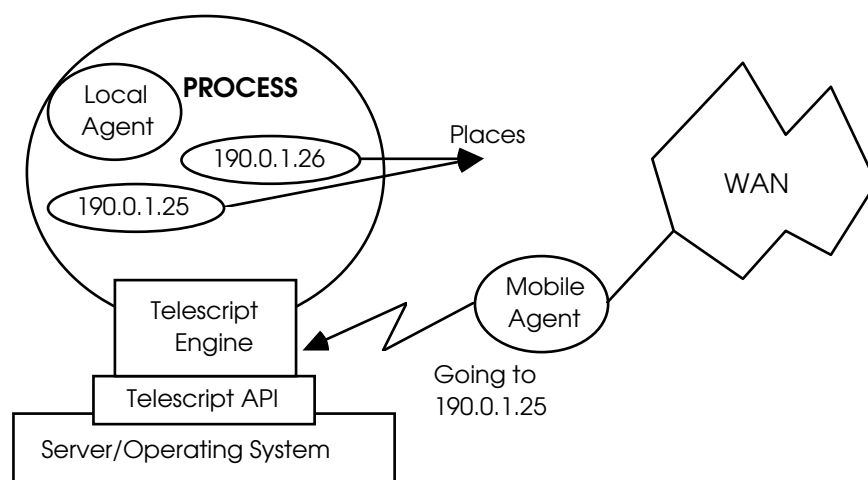 Local
Agent
PROCESS
190.0.1.26
190.0.1.25
Places
WAN
Telescript
Engine
Mobile
Agent
Going to
190.0.1.25
Telescript API
Server/Operating System